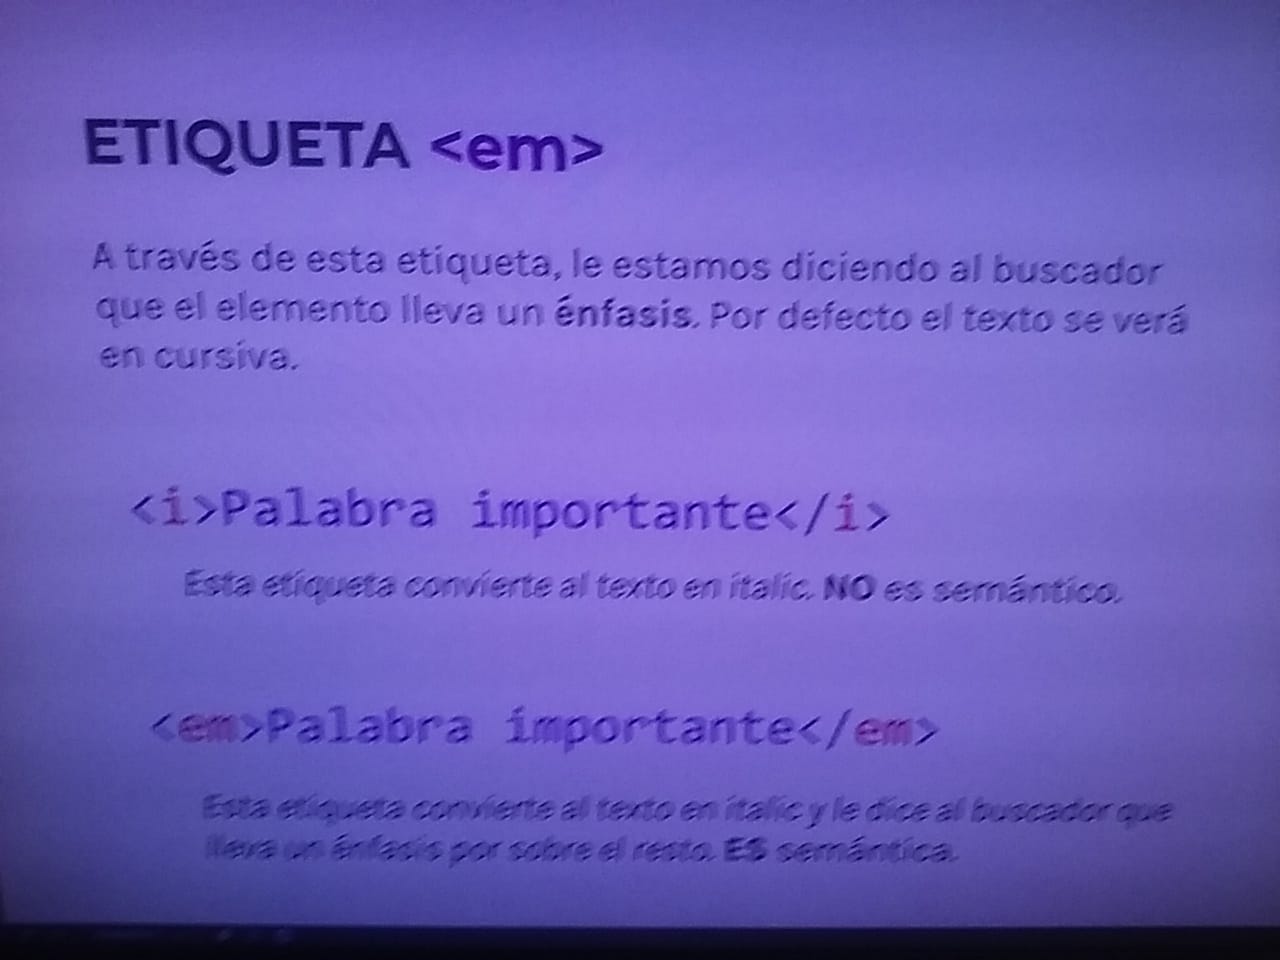 ETIQUETA <em>
A través de esta etiqueta, le estamos diciendo al buscador
que el elemento lleva un énfasis. Por defecto el texto se verá
en cursiva.
<i>Palabra importante</i>
Esta etiqueta convierte al texto en italic. NO es semántico.
<em>Palabra importante</em>
Esta etiqueta convierte al texto en italic y le dice al buscador que
lleva un énfasis por sobre el resto. ES semántica.